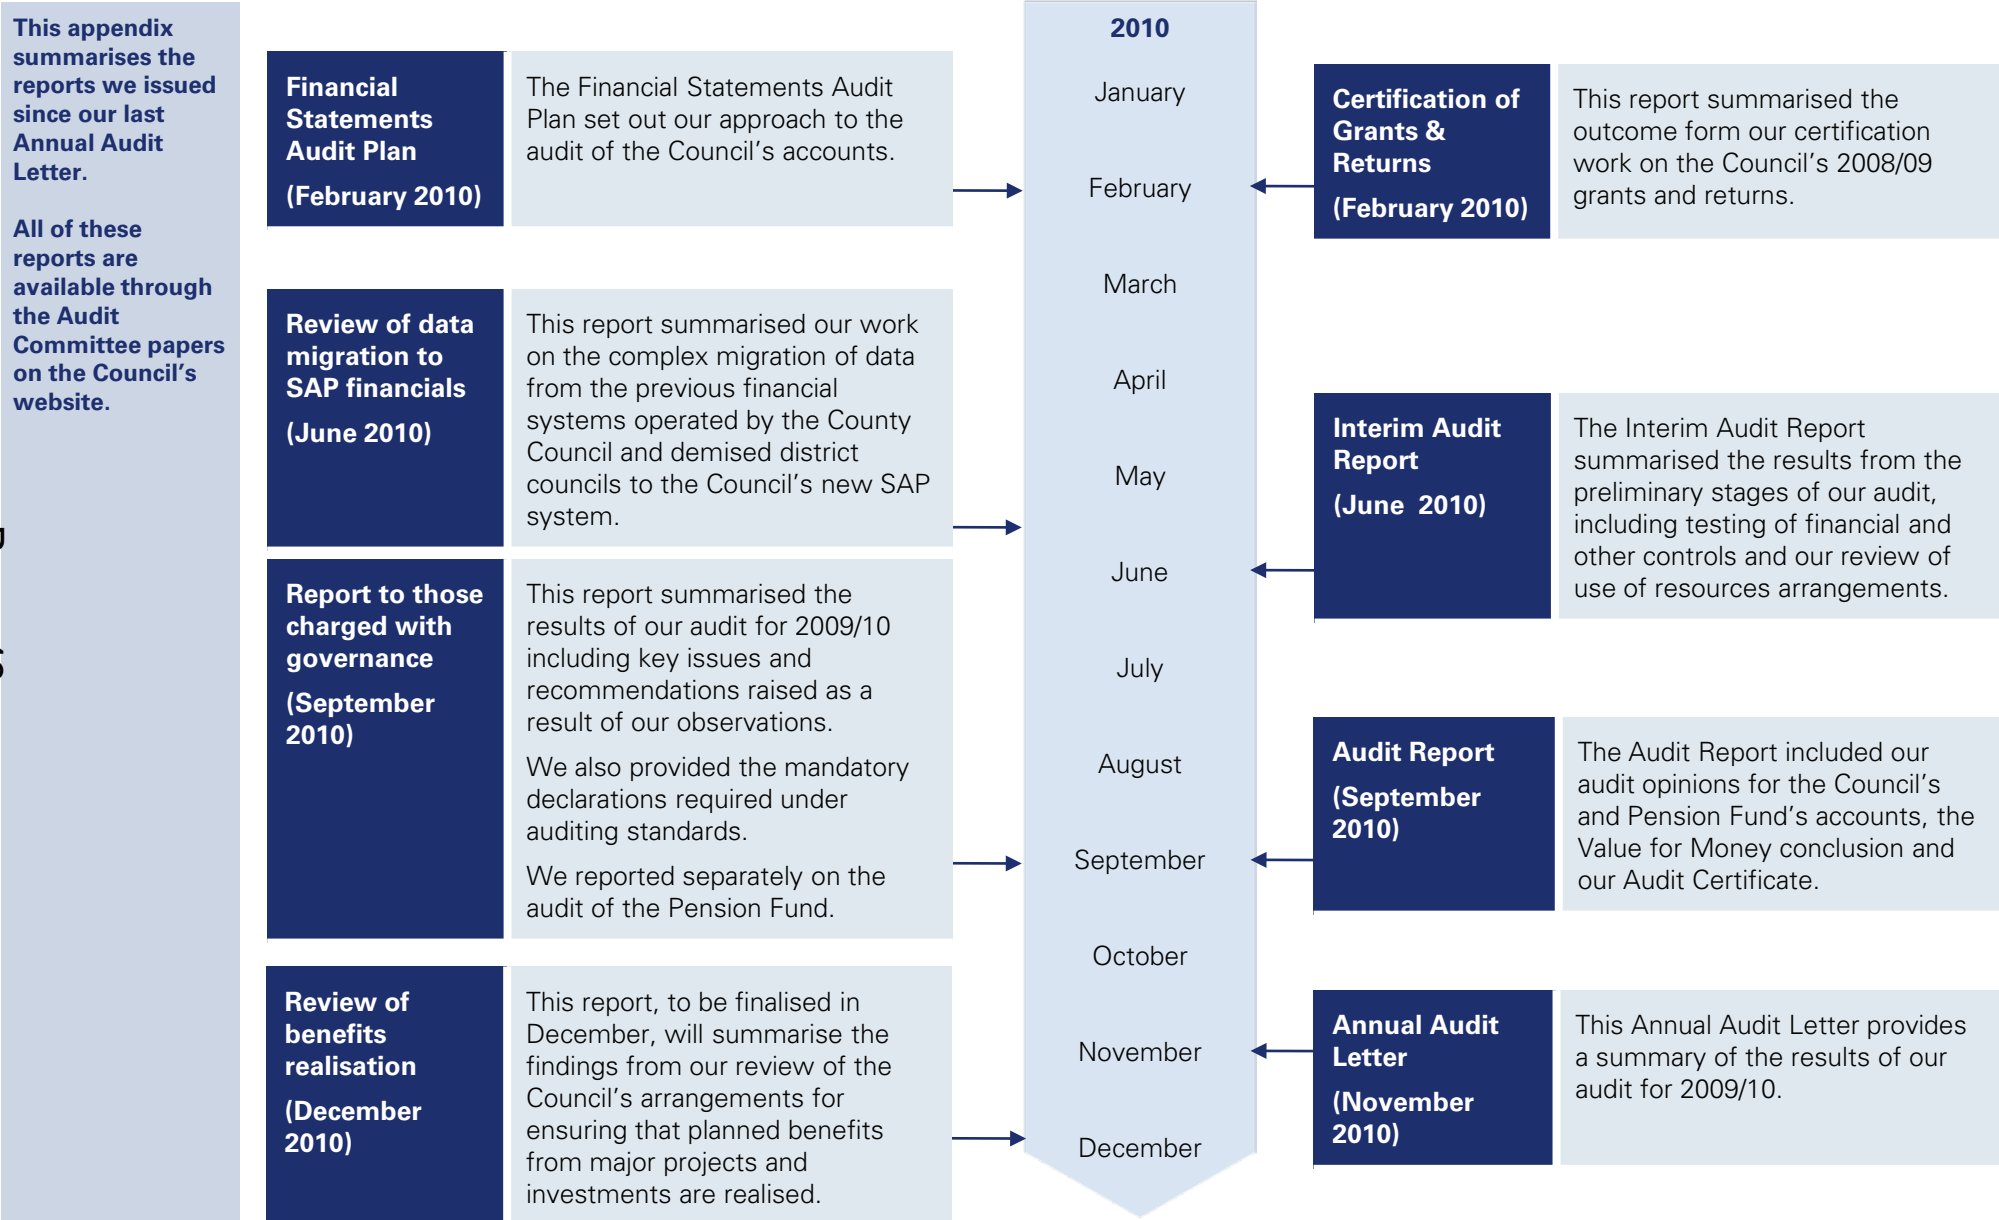 This appendix
summarises the
reports we issued
since our last
Annual Audit
Letter.
All of these
reports are
available through
the Audit
Committee papers
on the Council's
website.
Financial
Statements
Audit Plan
(February 2010)
The Financial Statements Audit
Plan set out our approach to the
audit of the Council's accounts.
Review of data
migration to
SAP financials
(June 2010)
This report summarised our work
on the complex migration of data
from the previous financial
systems operated by the County
Council and demised district
councils to the Council's new SAP
system.
Report to those
charged with
governance
(September
2010)
This report summarised the
results of our audit for 2009/10
including key issues and
recommendations raised as a
result of our observations.
We also provided the mandatory
declarations required under
auditing standards.
We reported separately on the
audit of the Pension Fund.
Review of
benefits
realisation
(December
2010)
This report, to be finalised in
December, will summarise the
findings from our review of the
Council's arrangements for
ensuring that planned benefits
from major projects and
investments are realised.
2010
January
February
March
April
May
June
July
August
September
October
November
December
Certification of
Grants &
Returns
(February 2010)
This report summarised the
outcome form our certification
work on the Council's 2008/09
grants and returns.
Interim Audit
Report
(June  2010)
The Interim Audit Report
summarised the results from the
preliminary stages of our audit,
including testing of financial and
other controls and our review of
use of resources arrangements.
Audit Report
(September
2010)
The Audit Report included our
audit opinions for the Council's
and Pension Fund's accounts, the
Value for Money conclusion and
our Audit Certificate.
Annual Audit
Letter
(November
2010)
This Annual Audit Letter provides
a summary of the results of our
audit for 2009/10.